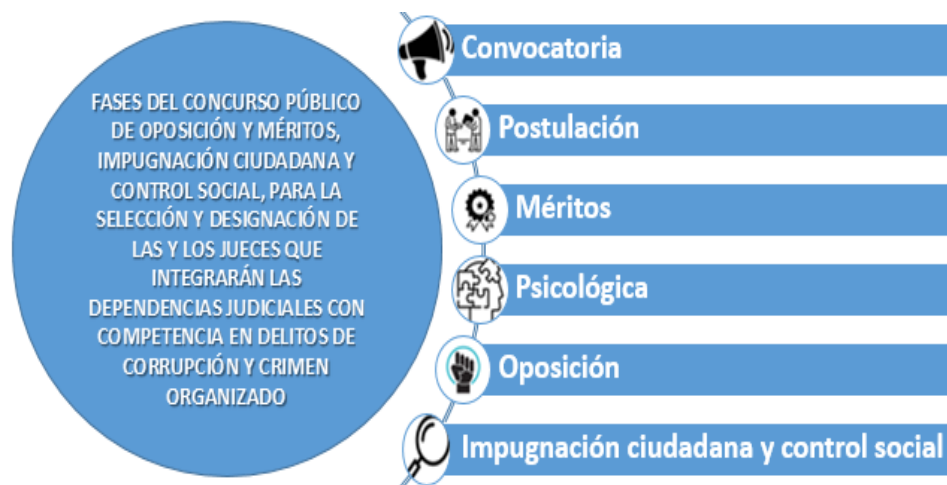 FASES DEL CONCURSO PÚBLICO
DE OPOSICIÓN Y MÉRITOS,
IMPUGNACIÓN CIUDADANA Y
CONTROL SOCIAL, PARA LA
SELECCIÓN Y DESIGNACIÓN DE
LAS Y LOS JUECES QUE
INTEGRARÁN LAS
DEPENDENCIAS JUDICIALES CON
COMPETENCIA EN DELITOS DE
CORRUPCIÓN Y CRIMEN
ORGANIZADO
Convocatoria
Postulación
Méritos
Psicológica
Oposición
Impugnación ciudadana y control social